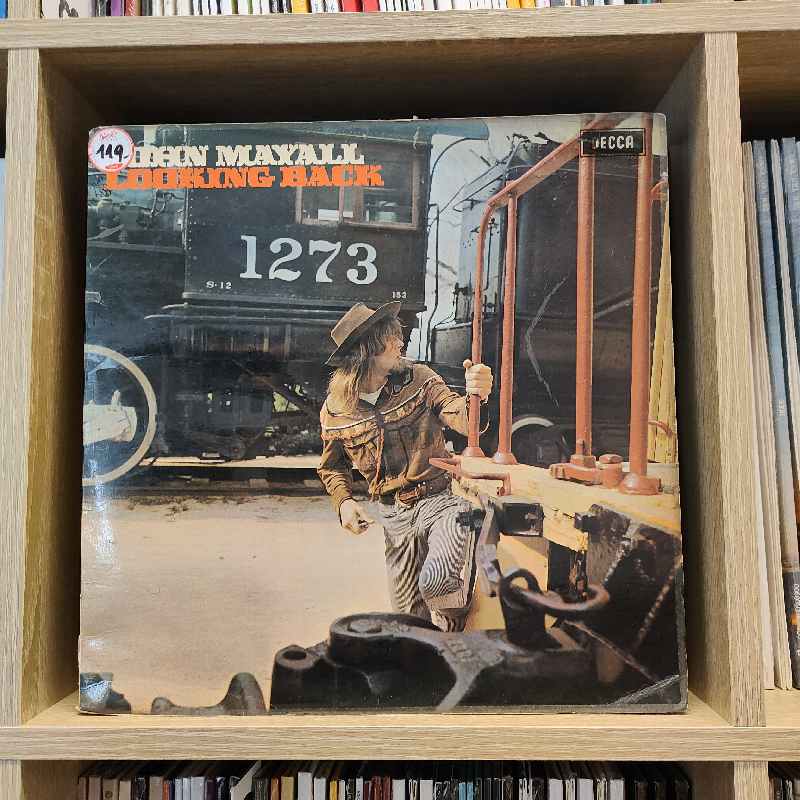 119.-
JOHN MAYALL
LOOKING BACK
DECCA
1273
S-12
153